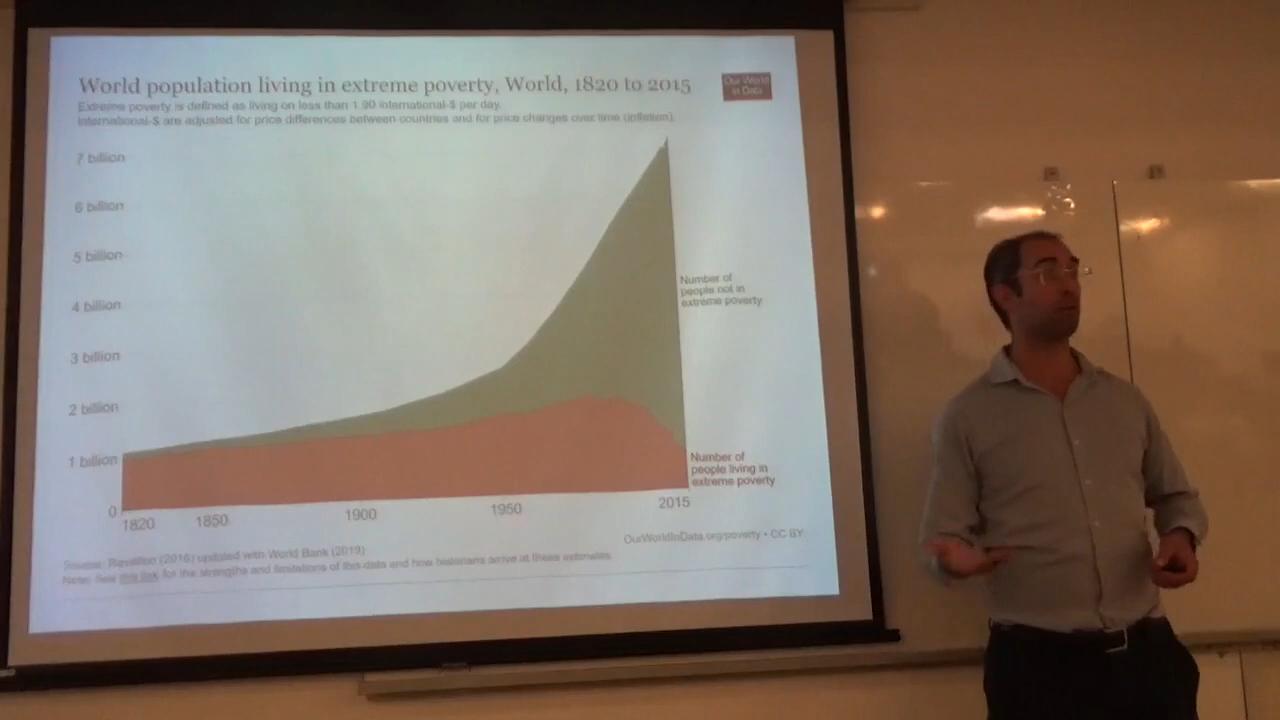 World population living in extreme poverty, World, 1820 to 2015
Our World
in Data
Extreme poverty is defined as living on less than 1.90 international-$ per day.
International-$ are adjusted for price differences between countries and for price changes over time (inflation).
7 billion
6 billion
5 billion
4 billion
3 billion
2 billion
1 billion
0
Number of
people not in
extreme poverty
Number of
people living in
extreme poverty
1820
1850
1900
1950
2015
Source: Ravallion (2016) updated with World Bank (2019)
OurWorldInData.org/poverty • CC BY
Note: See this link for the strengths and limitations of this data and how historians arrive at these estimates.